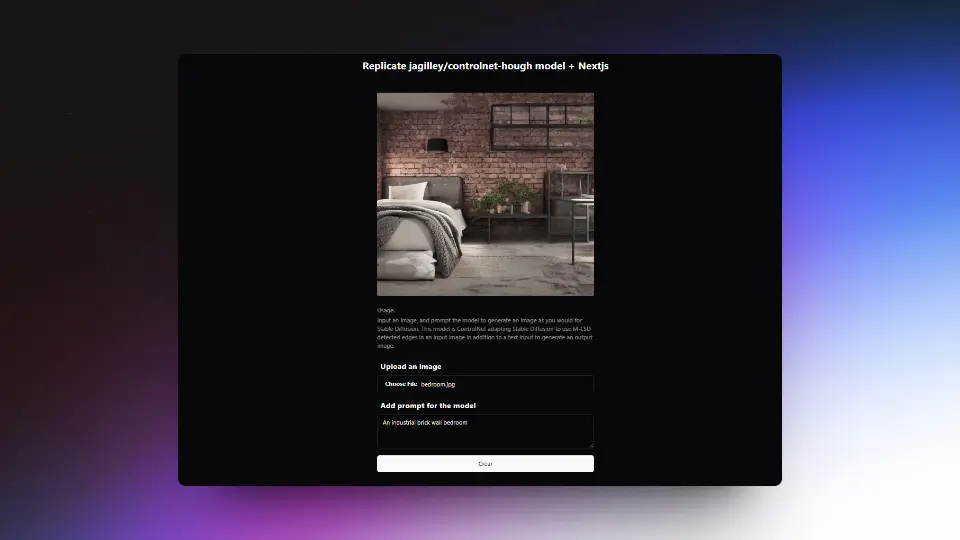 Replicate jagilley/controlnet-hough model + Nextjs
Usage:
Input an image, and prompt the model to generate an image as you would for
Stable Diffusion. This model is ControlNet adapting Stable Diffusion to use M-LSD
detected edges in an input image in addition to a text input to generate an output
image.
Upload an image
Choose File bedroom.jpg
Add prompt for the model
An industrial brick wall bedroom
Crear